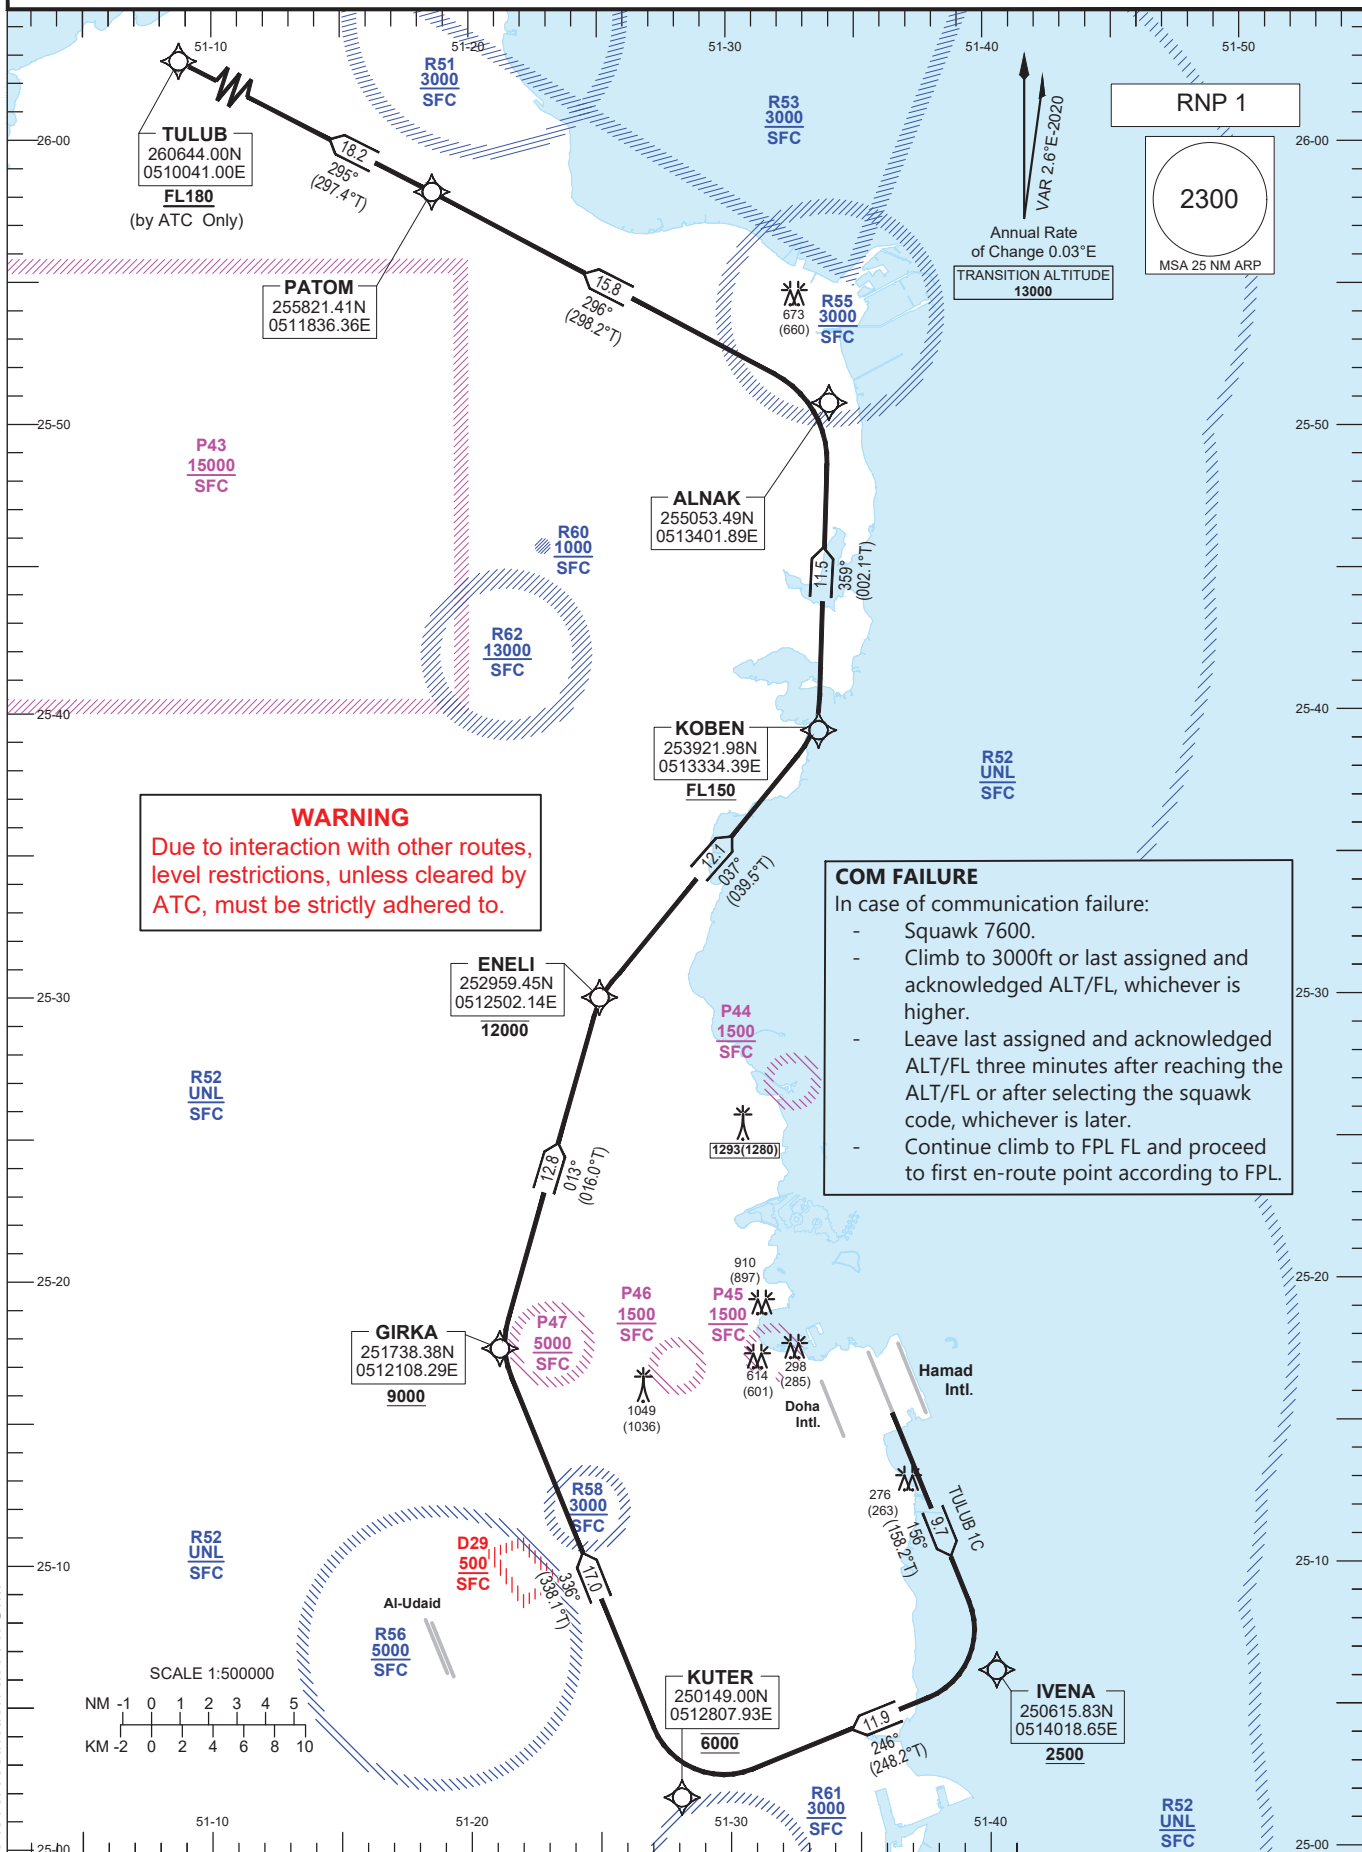 51-10
51-20
51-30
51-40
51-50
26-00
26-00
25-50
25-50
25-40
25-40
25-30
25-30
25-20
25-20
25-10
25-10
25-00
25-00
51-10
51-20
51-30
51-40
R51
3000
SFC
R53
3000
SFC
VAR 2.6°E-2020
Annual Rate
of Change 0.03°E
TRANSITION ALTITUDE
13000
RNP 1
2300
MSA 25 NM ARP
TULUB
260644.00N
0510041.00E
FL180
(by ATC Only)
18.2
295°
(297.4°T)
PATOM
255821.41N
0511836.36E
15.8
296°
(298.2°T)
673
(660)
R55
3000
SFC
P43
15000
SFC
ALNAK
255053.49N
0513401.89E
R60
1000
SFC
11.5
359°
(002.1°T)
R62
13000
SFC
KOBEN
253921.98N
0513334.39E
FL150
R52
UNL
SFC
WARNING
Due to interaction with other routes,
level restrictions, unless cleared by
ATC, must be strictly adhered to.
12.1
037°
(039.5°T)
COM FAILURE
In case of communication failure:
- Squawk 7600.
- Climb to 3000ft or last assigned and
acknowledged ALT/FL, whichever is
higher.
- Leave last assigned and acknowledged
ALT/FL three minutes after reaching the
ALT/FL or after selecting the squawk
code, whichever is later.
- Continue climb to FPL FL and proceed
to first en-route point according to FPL.
ENELI
252959.45N
0512502.14E
12000
P44
1500
SFC
R52
UNL
SFC
1293(1280)
12.8
013°
(016.0°T)
910
(897)
P46
1500
SFC
P45
1500
SFC
P47
5000
SFC
GIRKA
251738.38N
0512108.29E
9000
1049
(1036)
614
(601)
298
(285)
Doha
Intl.
Hamad
Intl.
276
(263)
TULUB 1C
9.7
156°
(158.2°T)
R58
3000
SFC
R52
UNL
SFC
D29
500
SFC
17.0
336°
(338.1°T)
Al-Udaid
R56
5000
SFC
SCALE 1:500000
NM -1 0 1 2 3 4 5
KM -2 0 2 4 6 8 10
KUTER
250149.00N
0512807.93E
6000
11.9
246°
(248.2°T)
IVENA
250615.83N
0514018.65E
2500
R61
3000
SFC
R52
UNL
SFC